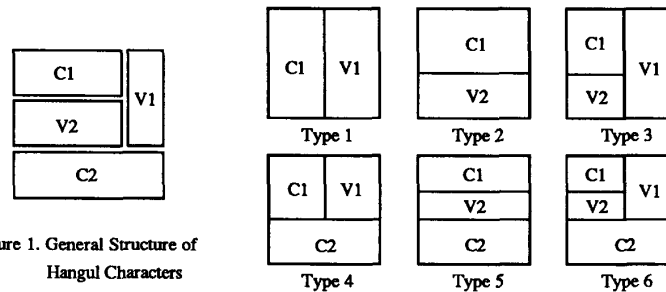 C1
V2
V1
C2
ure 1. General Structure of
Hangul Characters
C1 V1
Type 1
C1
V2
Type 2
C1
V2
V1
Type 3
C1 V1
C2
Type 4
C1
V2
C2
Type 5
C1
V2
V1
C2
Type 6